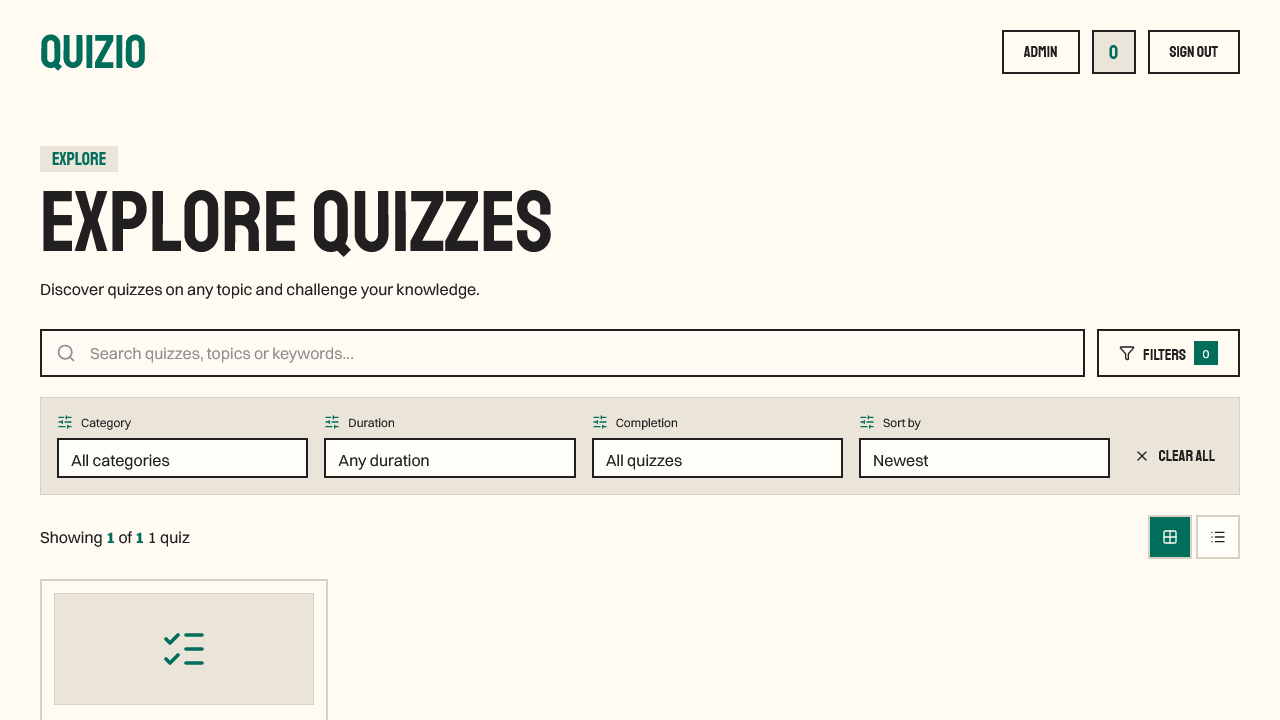 QUIZIO
ADMIN
0
SIGN OUT
EXPLORE
EXPLORE QUIZZES
Discover quizzes on any topic and challenge your knowledge.
Search quizzes, topics or keywords...
FILTERS 0
Category
Duration
Completion
Sort by
All categories
Any duration
All quizzes
Newest
CLEAR ALL
Showing 1 of 1 1 quiz